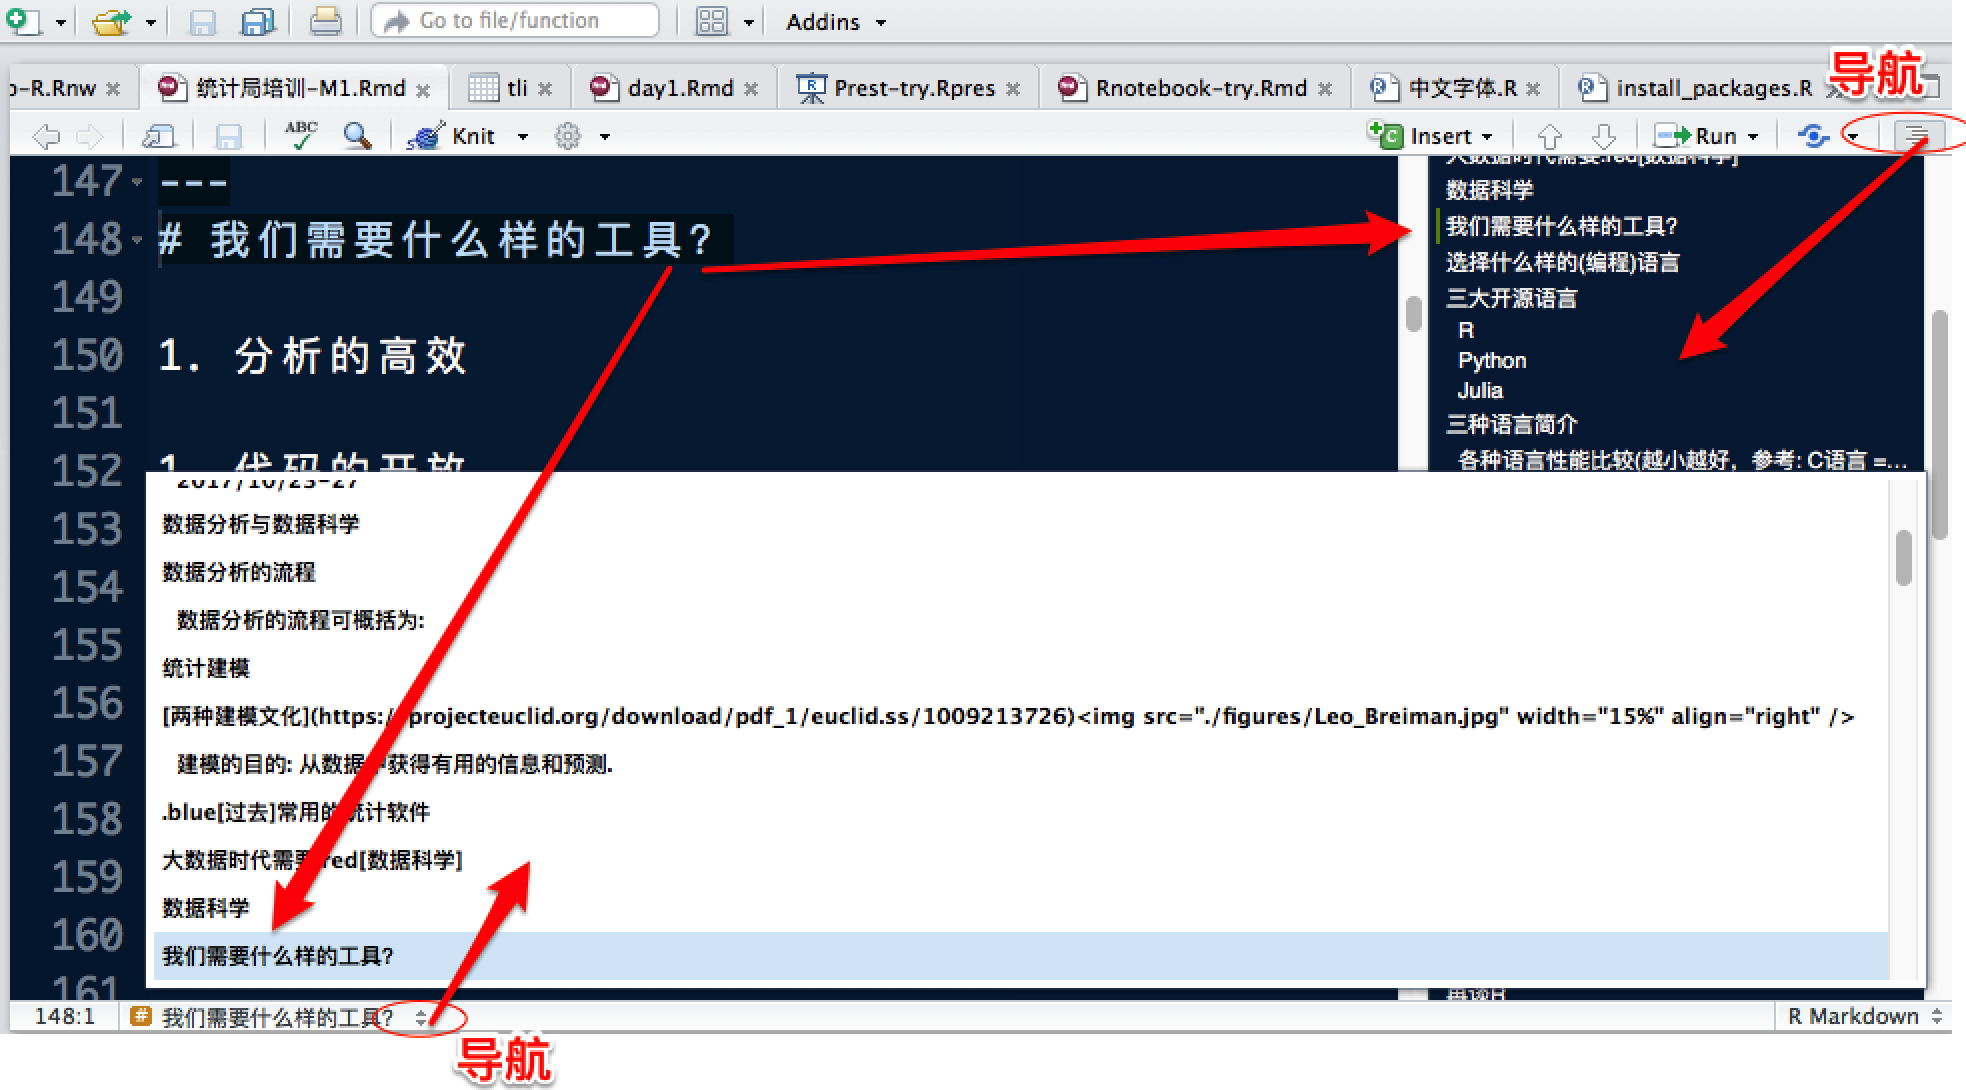 Go to file/function
Addins
导航
-R.Rnw
统计局培训-M1.Rmd
tli
day1.Rmd
Prest-try.Rpres
Rnotebook-try.Rmd
中文字体.R
install_packages.R
ABC
Knit
Insert
Run
147
---
148
# 我们需要什么样的工具?
149
150
1. 分析的高效
151
152
1. 代码的开放
153
154
155
156
157
158
159
160
161
大数据时代需要.red[数据科学]
数据科学
我们需要什么样的工具?
选择什么样的(编程)语言
三大开源语言
R
Python
Julia
三种语言简介
各种语言性能比较(越小越好，参考: C语言 =...
2017/10/23-27
数据分析与数据科学
数据分析的流程
数据分析的流程可概括为:
统计建模
[两种建模文化](https:/ projecteuclid.org/download/pdf_1/euclid.ss/1009213726)<img src="./figures/Leo_Breiman.jpg" width="15%" align="right" />
建模的目的: 从数据中获得有用的信息和预测.
.blue[过去]常用的统计软件
大数据时代需要.red[数据科学]
数据科学
我们需要什么样的工具?
148:1
# 我们需要什么样的工具?
R Markdown
导航